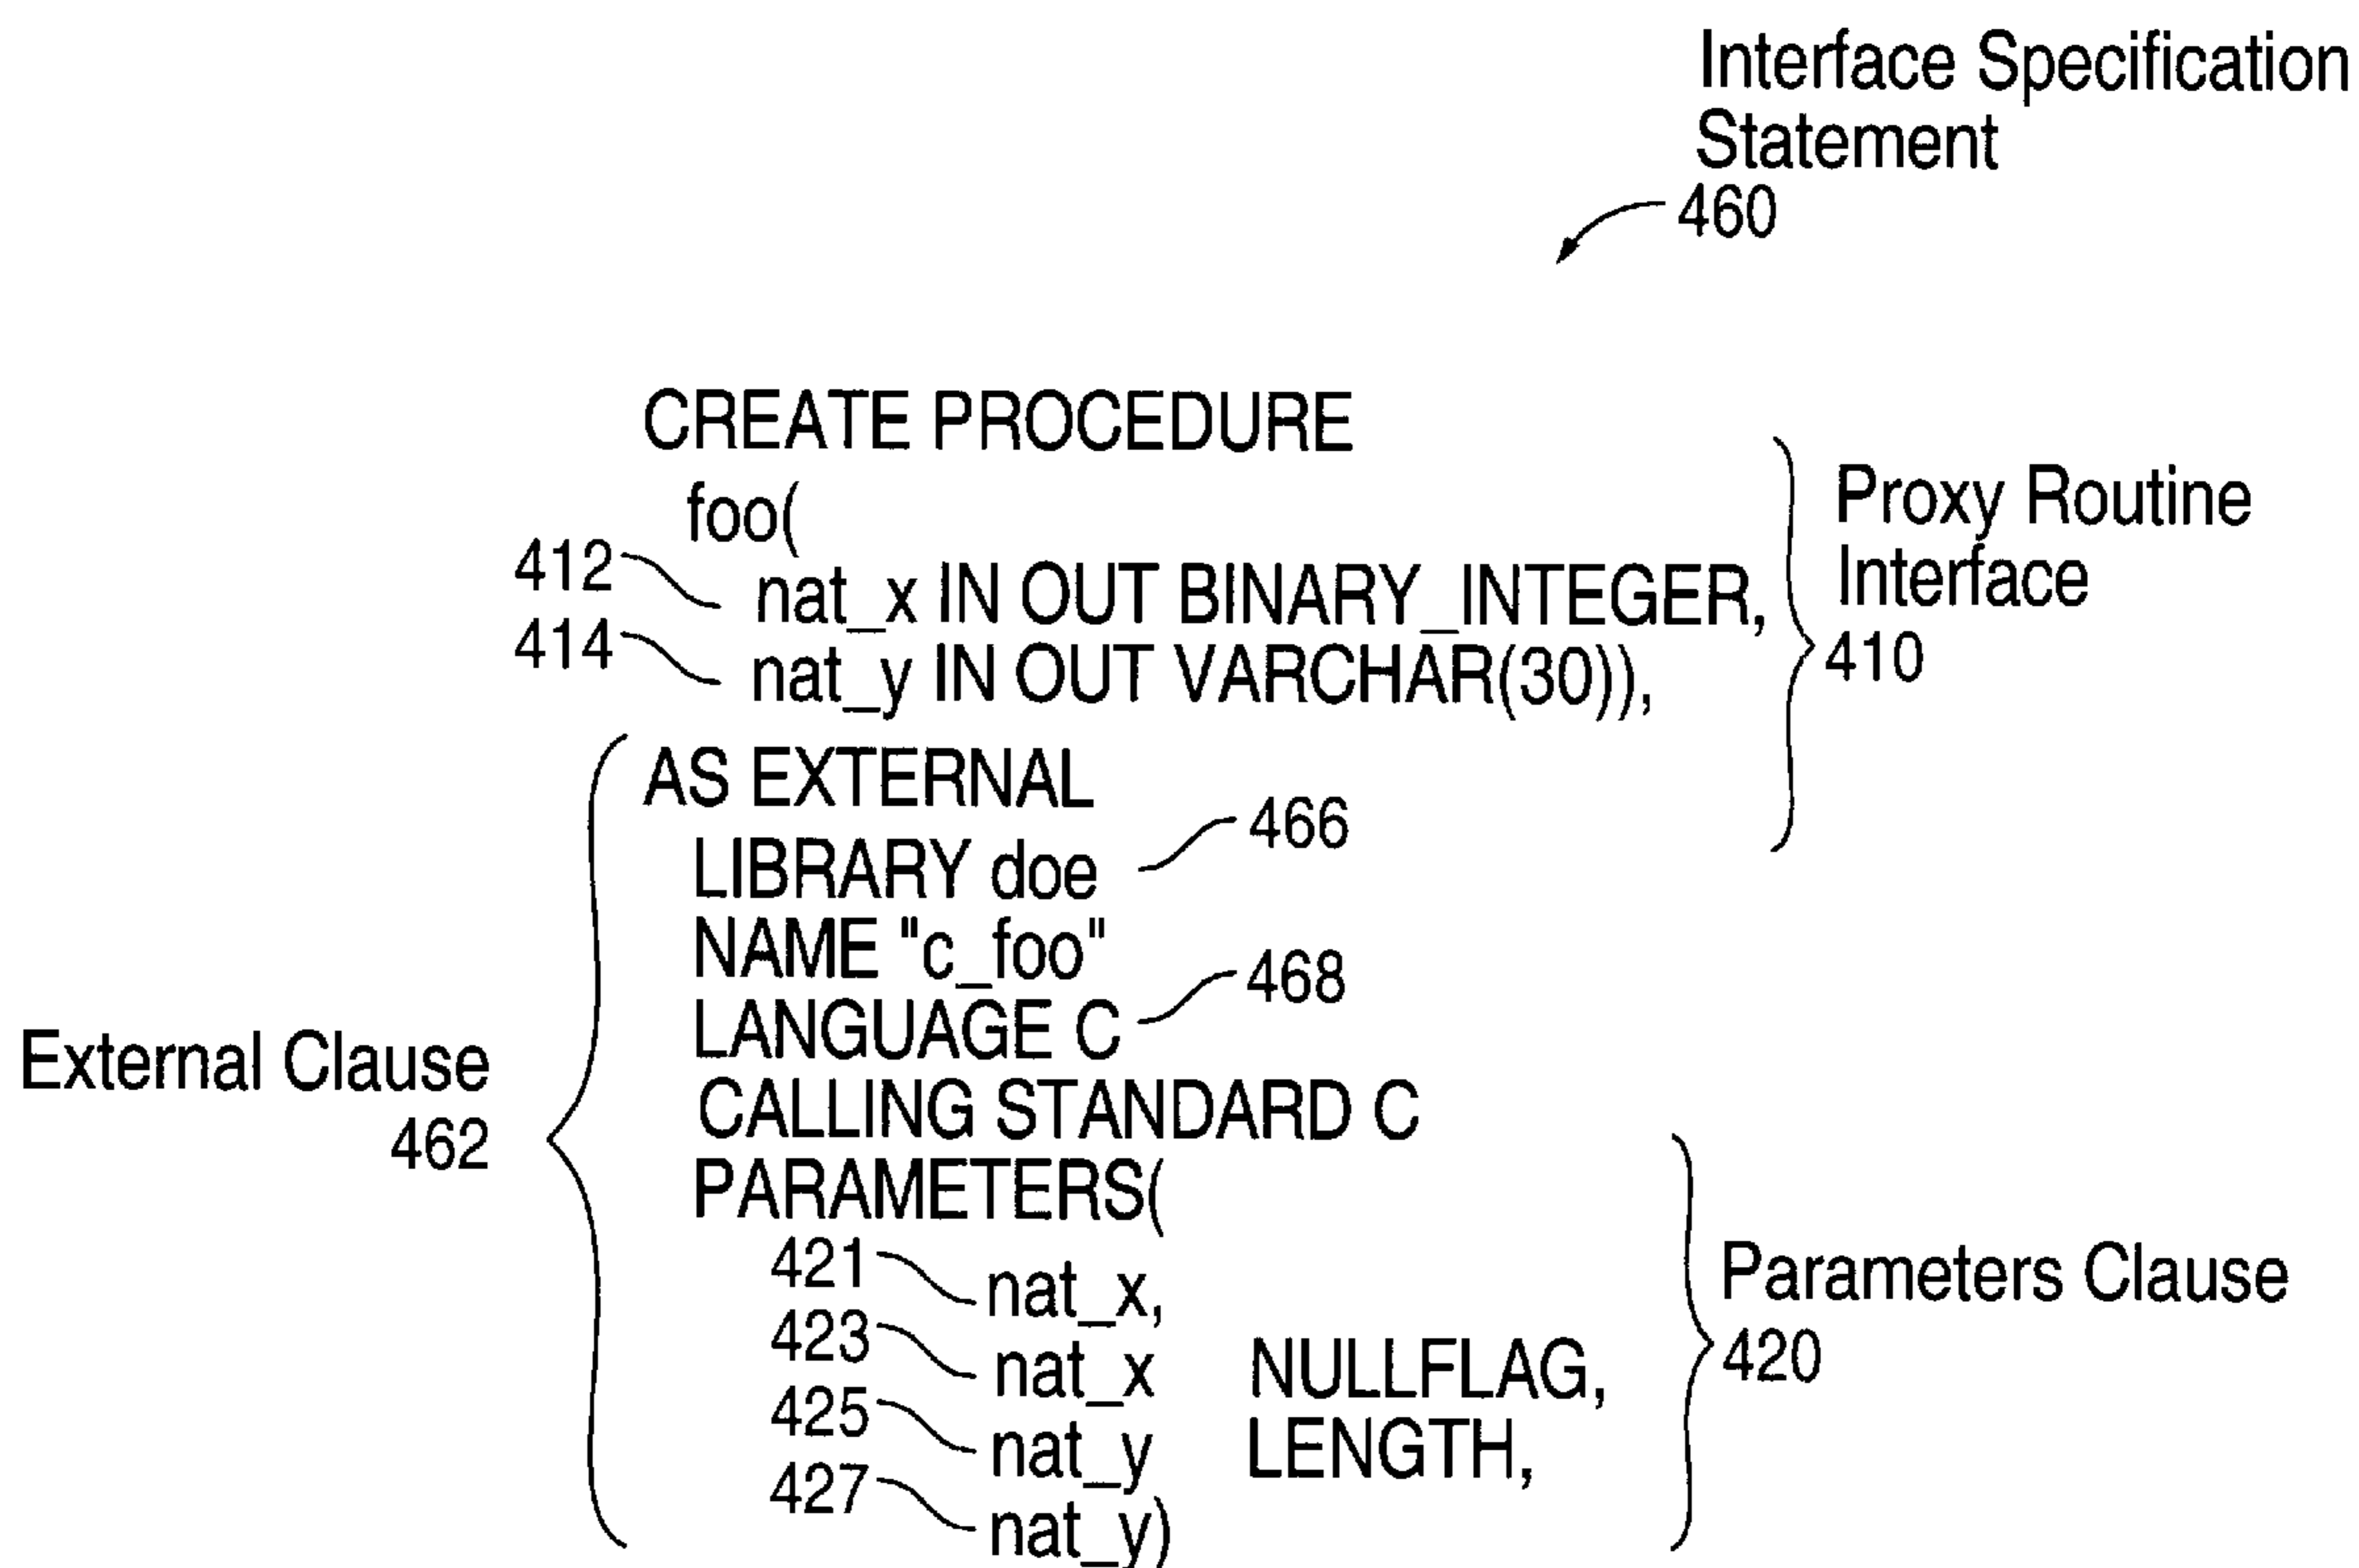 Interface Specification
Statement
460
CREATE PROCEDURE
foo(
412
nat_x IN OUT BINARY_INTEGER,
414
nat_y IN OUT VARCHAR(30)),
Proxy Routine
Interface
410
AS EXTERNAL
466
LIBRARY doe
NAME "c_foo"
468
LANGUAGE C
External Clause
462
CALLING STANDARD C
PARAMETERS(
421
nat_x,
423
nat_x NULLFLAG,
425
nat_y LENGTH,
427
nat_y)
Parameters Clause
420